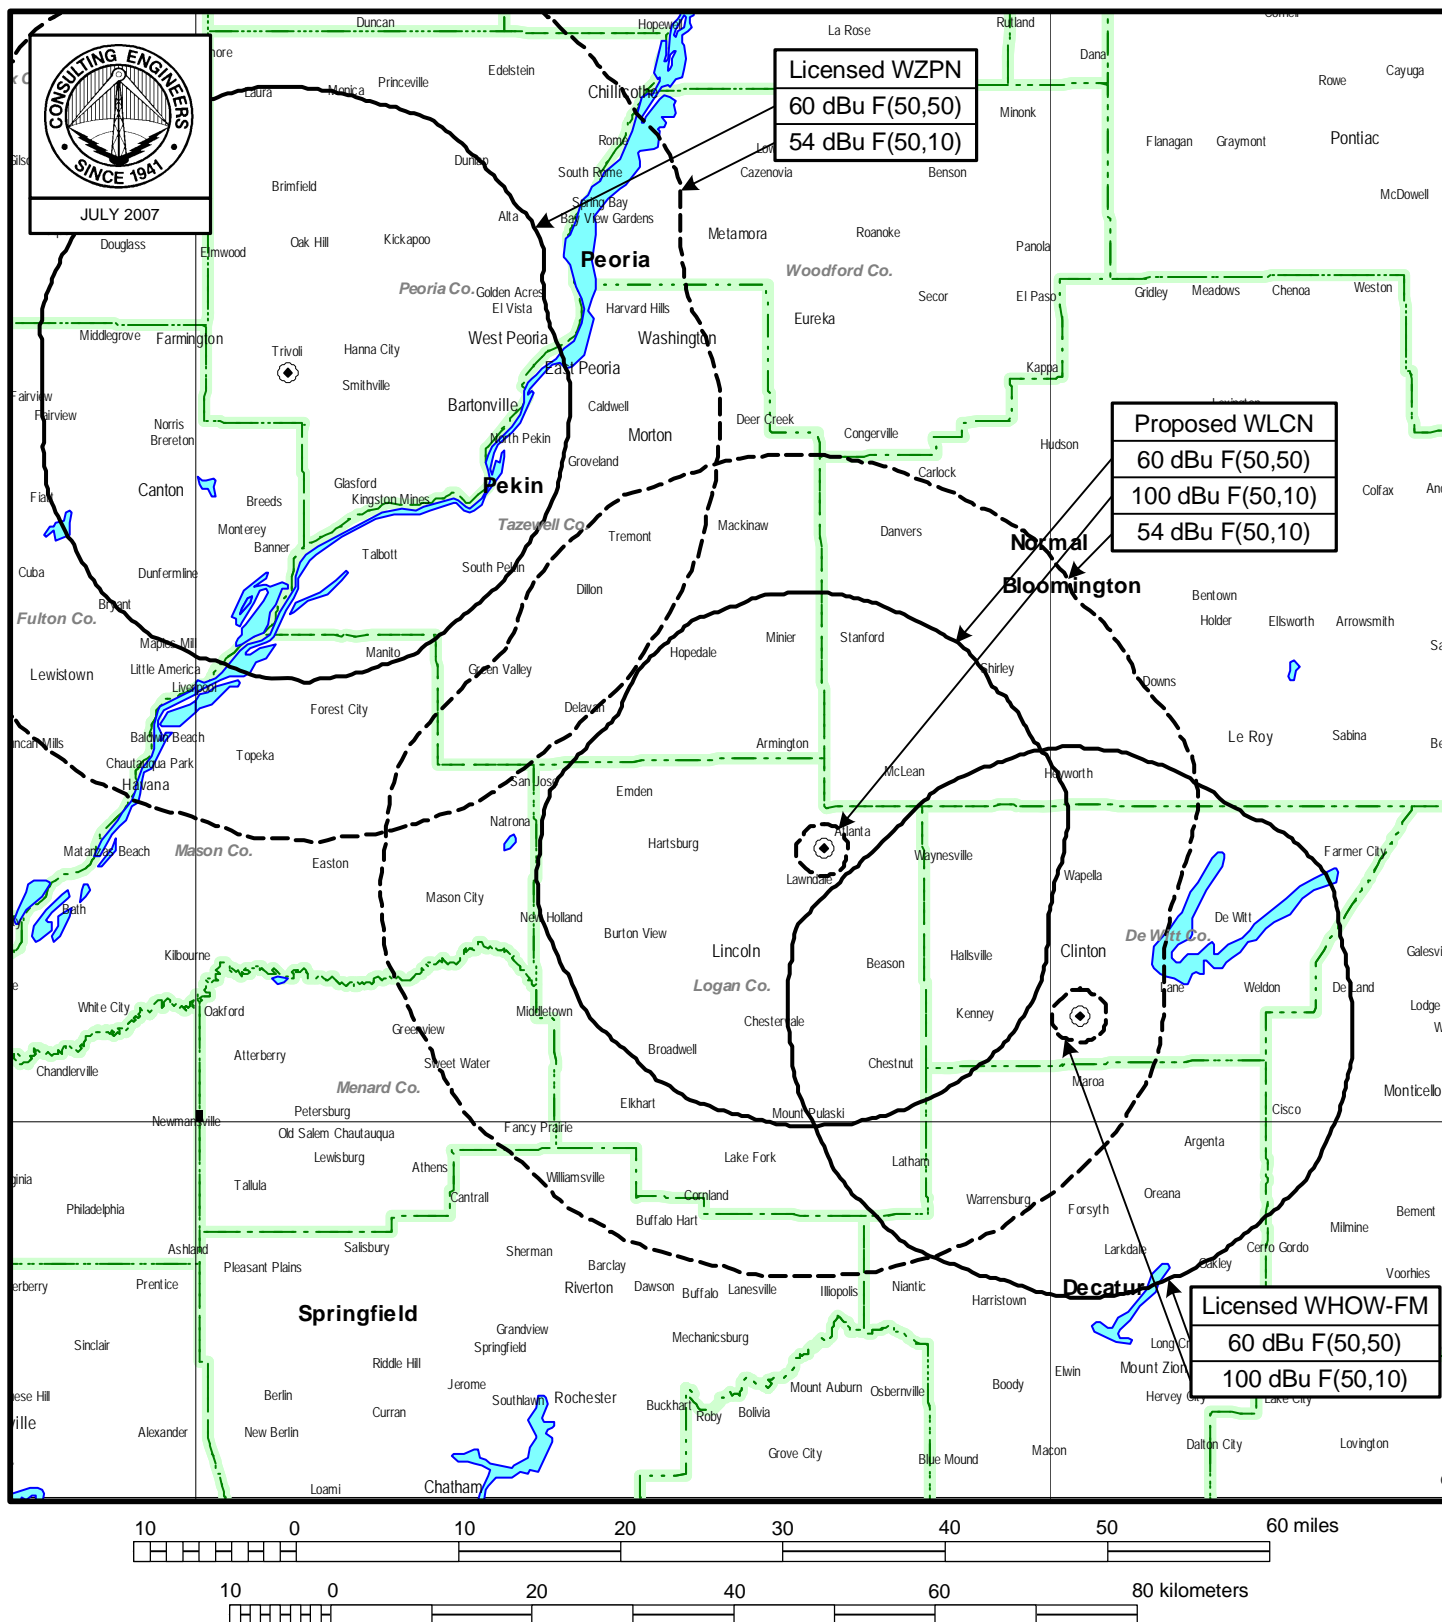 Duncan
Hopewell
La Rose
Rutland
Dana
Edelstein
Princeville
Monica
Laura
Chillicothe
Minonk
Rowe
Cayuga
CONSULTING ENGINEERS
• SINCE 1941 •
JULY 2007
Licensed WZPN
60 dBu F(50,50)
54 dBu F(50,10)
Rome
Flanagan
Graymont
Pontiac
Dunlap
South Rome
Cazenovia
Benson
Brimfield
McDowell
Spring Bay
Alta
Bay View Gardens
Metamora
Roanoke
Douglass
Elmwood
Oak Hill
Kickapoo
Panola
Peoria
Woodford Co.
Peoria Co.
Golden Acres
El Vista
Harvard Hills
Secor
El Paso
Gridley
Meadows
Chenoa
Weston
Eureka
Middlegrove
Farmington
West Peoria
Washington
Trivoli
Hanna City
East Peoria
Kappa
Smithville
Fairview
Fairview
Bartonville
Caldwell
Deer Creek
Norris
Brereton
North Pekin
Morton
Congerville
Hudson
Proposed WLCN
60 dBu F(50,50)
100 dBu F(50,10)
54 dBu F(50,10)
Groveland
Carlock
Canton
Glasford
Pekin
Fiatt
Breeds
Kingston Mines
Colfax
Monterey
Tazewell Co.
Mackinaw
Danvers
Banner
Talbott
Tremont
Normal
Cuba
Dunfermline
South Pekin
Dillon
Bloomington
Bentown
Bryant
Holder
Ellsworth
Arrowsmith
Fulton Co.
Maples Mill
Manito
Hopedale
Minier
Stanford
Lewistown
Little America
Green Valley
Shirley
Liverpool
Forest City
Delavan
Downs
Baldwin Beach
Topeka
Armington
Le Roy
Sabina
Chautauqua Park
Havana
San Jose
Emden
McLean
Heyworth
Natrona
Matanzas Beach
Mason Co.
Easton
Hartsburg
Atlanta
Waynesville
Farmer City
Lawndale
Wapella
Bath
Mason City
New Holland
Burton View
Lincoln
De Witt
De Witt Co.
Kilbourne
Beason
Hallsville
Clinton
Logan Co.
Lane
Weldon
De Land
White City
Oakford
Middletown
Chestervale
Kenney
Greenview
Atterberry
Broadwell
Sweet Water
Chestnut
Chandlerville
Menard Co.
Maroa
Monticello
Newmansville
Petersburg
Elkhart
Mount Pulaski
Cisco
Old Salem Chautauqua
Fancy Prairie
Argenta
Lewisburg
Athens
Lake Fork
Latham
Tallula
Williamsville
Cantrall
Cornland
Warrensburg
Oreana
Philadelphia
Buffalo Hart
Forsyth
Milmine
Bement
Ashland
Salisbury
Sherman
Larkdale
Oakley
Cerro Gordo
Prentice
Pleasant Plains
Barclay
Riverton
Dawson
Buffalo
Lanesville
Illiopolis
Niantic
Decatur
Voorhies
Springfield
Harristown
Licensed WHOW-FM
60 dBu F(50,50)
100 dBu F(50,10)
Sinclair
Grandview
Springfield
Mechanicsburg
Riddle Hill
Elwin
Mount Zion
Berlin
Jerome
Southlawn
Rochester
Buckhart
Mount Auburn
Osbernville
Boody
Curran
Roby
Bolivia
Alexander
New Berlin
Grove City
Blue Mound
Macon
Dalton City
Lovington
Loami
Chatham
10 0 10 20 30 40 50 60 miles
10 0 20 40 60 80 kilometers